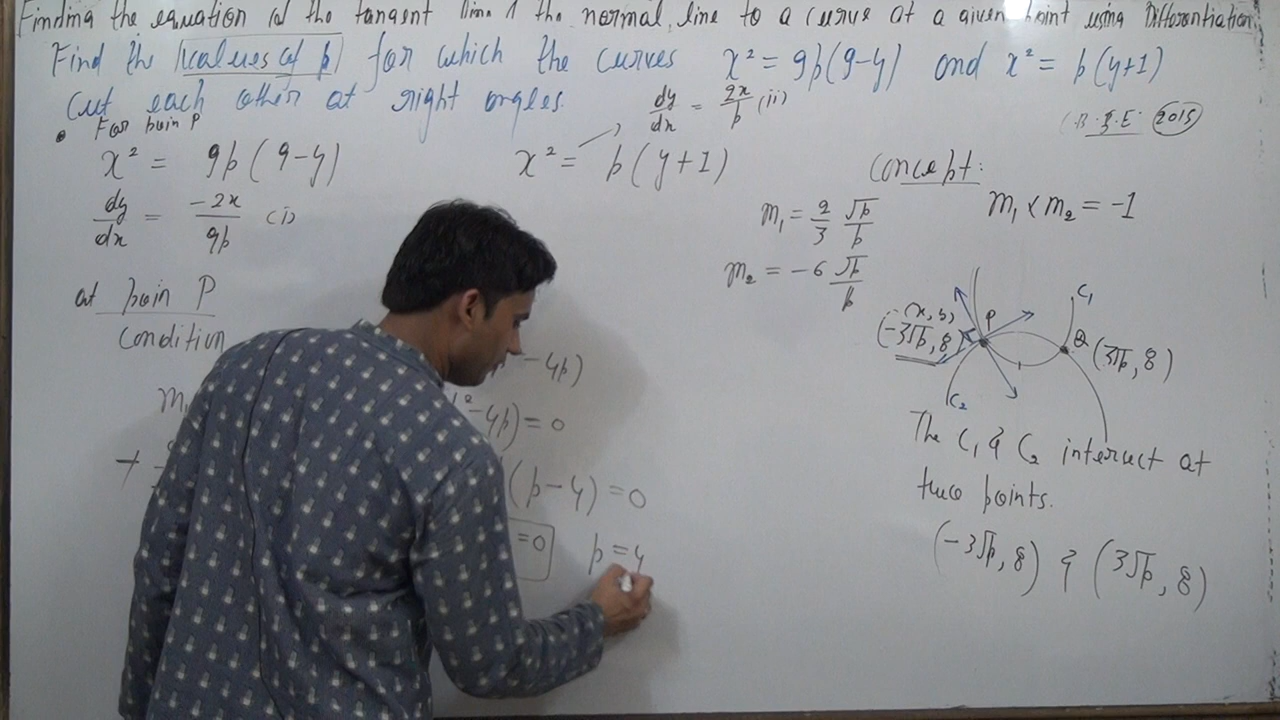 Finding the equation of the tangent line & the normal line to a curve at a given point using Differentiation
Find the values of p for which the curves x² = 9p(9-y) and x² = p(y+1)
cut each other at right angles.
dy/dx = 2x/p (ii)
(B.S.E. 2015)
For poin P
x² = 9p(9-y)
x² = p(y+1)
dy/dx = -2x/9p (i)
Concept:
m₁ × m₂ = -1
m₁ = 2/3 √p/p
m₂ = -6 √p/p
at poin P
Condition
-4p)
-4p) = 0
(p-4) = 0
=0 p = 4
C₁
P
(-3√p, 8)
Q (3√p, 8)
C₂
The C₁ & C₂ intersect at
two points.
(-3√p, 8) & (3√p, 8)